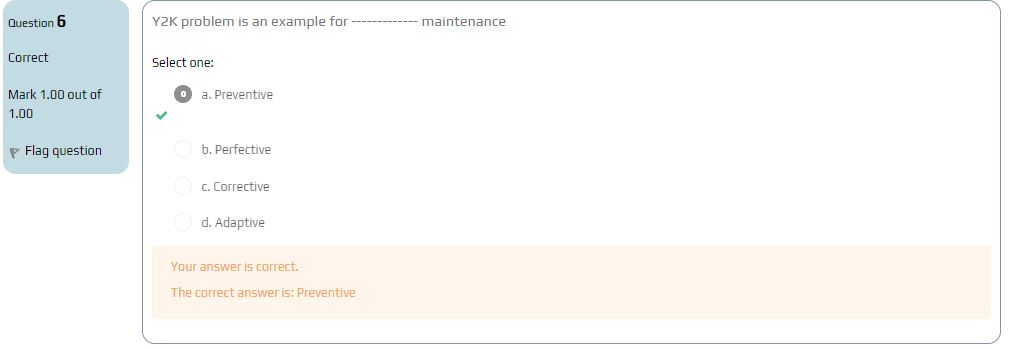 Question 6
Correct
Mark 1.00 out of
1.00
Flag question
Y2K problem is an example for ------------- maintenance
Select one:
a. Preventive
b. Perfective
c. Corrective
d. Adaptive
Your answer is correct.
The correct answer is: Preventive